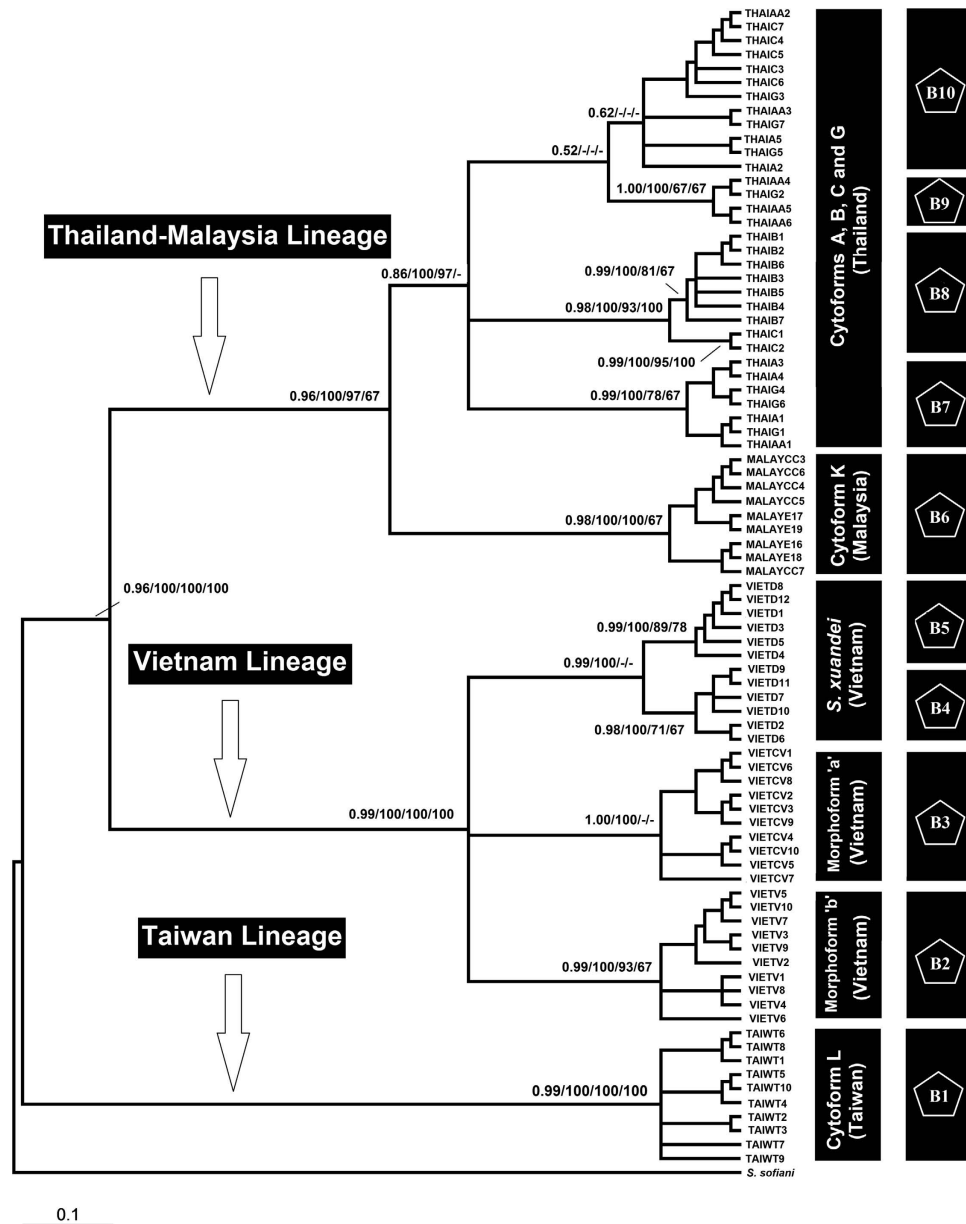 THAIAA2
THAIC7
THAIC4
THAIC5
THAIC3
THAIC6
THAIG3
THAIAA3
THAIG7
THAIA5
THAIG5
THAIA2
THAIAA4
THAIG2
THAIAA5
THAIAA6
THAIB1
THAIB2
THAIB6
THAIB3
THAIB5
THAIB4
THAIB7
THAIC1
THAIC2
THAIA3
THAIA4
THAIG4
THAIG6
THAIA1
THAIG1
THAIAA1
MALAYCC3
MALAYCC6
MALAYCC4
MALAYCC5
MALAYE17
MALAYE19
MALAYE16
MALAYE18
MALAYCC7
VIETD8
VIETD12
VIETD1
VIETD3
VIETD5
VIETD4
VIETD9
VIETD11
VIETD7
VIETD10
VIETD2
VIETD6
VIETCV1
VIETCV6
VIETCV8
VIETCV2
VIETCV3
VIETCV9
VIETCV4
VIETCV10
VIETCV5
VIETCV7
VIETV5
VIETV10
VIETV7
VIETV3
VIETV9
VIETV2
VIETV1
VIETV8
VIETV4
VIETV6
TAIWT6
TAIWT8
TAIWT1
TAIWT5
TAIWT10
TAIWT4
TAIWT2
TAIWT3
TAIWT7
TAIWT9
S. sofiani
0.62/-/-/-
0.52/-/-/-
1.00/100/67/67
0.86/100/97/-
0.99/100/81/67
0.98/100/93/100
0.99/100/95/100
0.96/100/97/67
0.99/100/78/67
0.98/100/100/67
0.96/100/100/100
0.99/100/89/78
0.99/100/-/-
0.98/100/71/67
0.99/100/100/100
1.00/100/-/-
0.99/100/93/67
0.99/100/100/100
Thailand-Malaysia Lineage
Vietnam Lineage
Taiwan Lineage
Cytoforms A, B, C and G
(Thailand)
Cytoform K
(Malaysia)
S. xuandei
(Vietnam)
Morphoform 'a'
(Vietnam)
Morphoform 'b'
(Vietnam)
Cytoform L
(Taiwan)
B10
B9
B8
B7
B6
B5
B4
B3
B2
B1
0.1